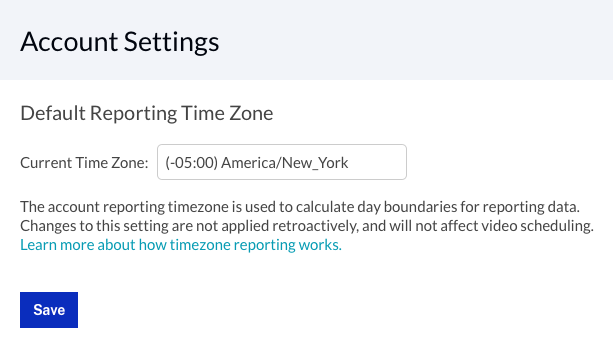 Account Settings
Default Reporting Time Zone
Current Time Zone: (-05:00) America/New_York
The account reporting timezone is used to calculate day boundaries for reporting data.
Changes to this setting are not applied retroactively, and will not affect video scheduling.
Learn more about how timezone reporting works.
Save